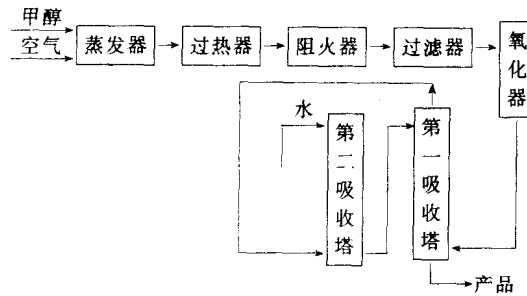 甲醇
空气
蒸发器
过热器
阻火器
过滤器
氧化器
水
第二吸收塔
第一吸收塔
产品